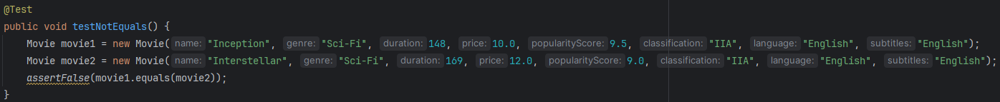 @Test
public void testNotEquals() {
Movie movie1 = new Movie( name: "Inception", genre: "Sci-Fi", duration: 148, price: 10.0, popularityScore: 9.5, classification: "IIA", language: "English", subtitles: "English");
Movie movie2 = new Movie( name: "Interstellar", genre: "Sci-Fi", duration: 169, price: 12.0, popularityScore: 9.0, classification: "IIA", language: "English", subtitles: "English");
assertFalse(movie1.equals(movie2));
}